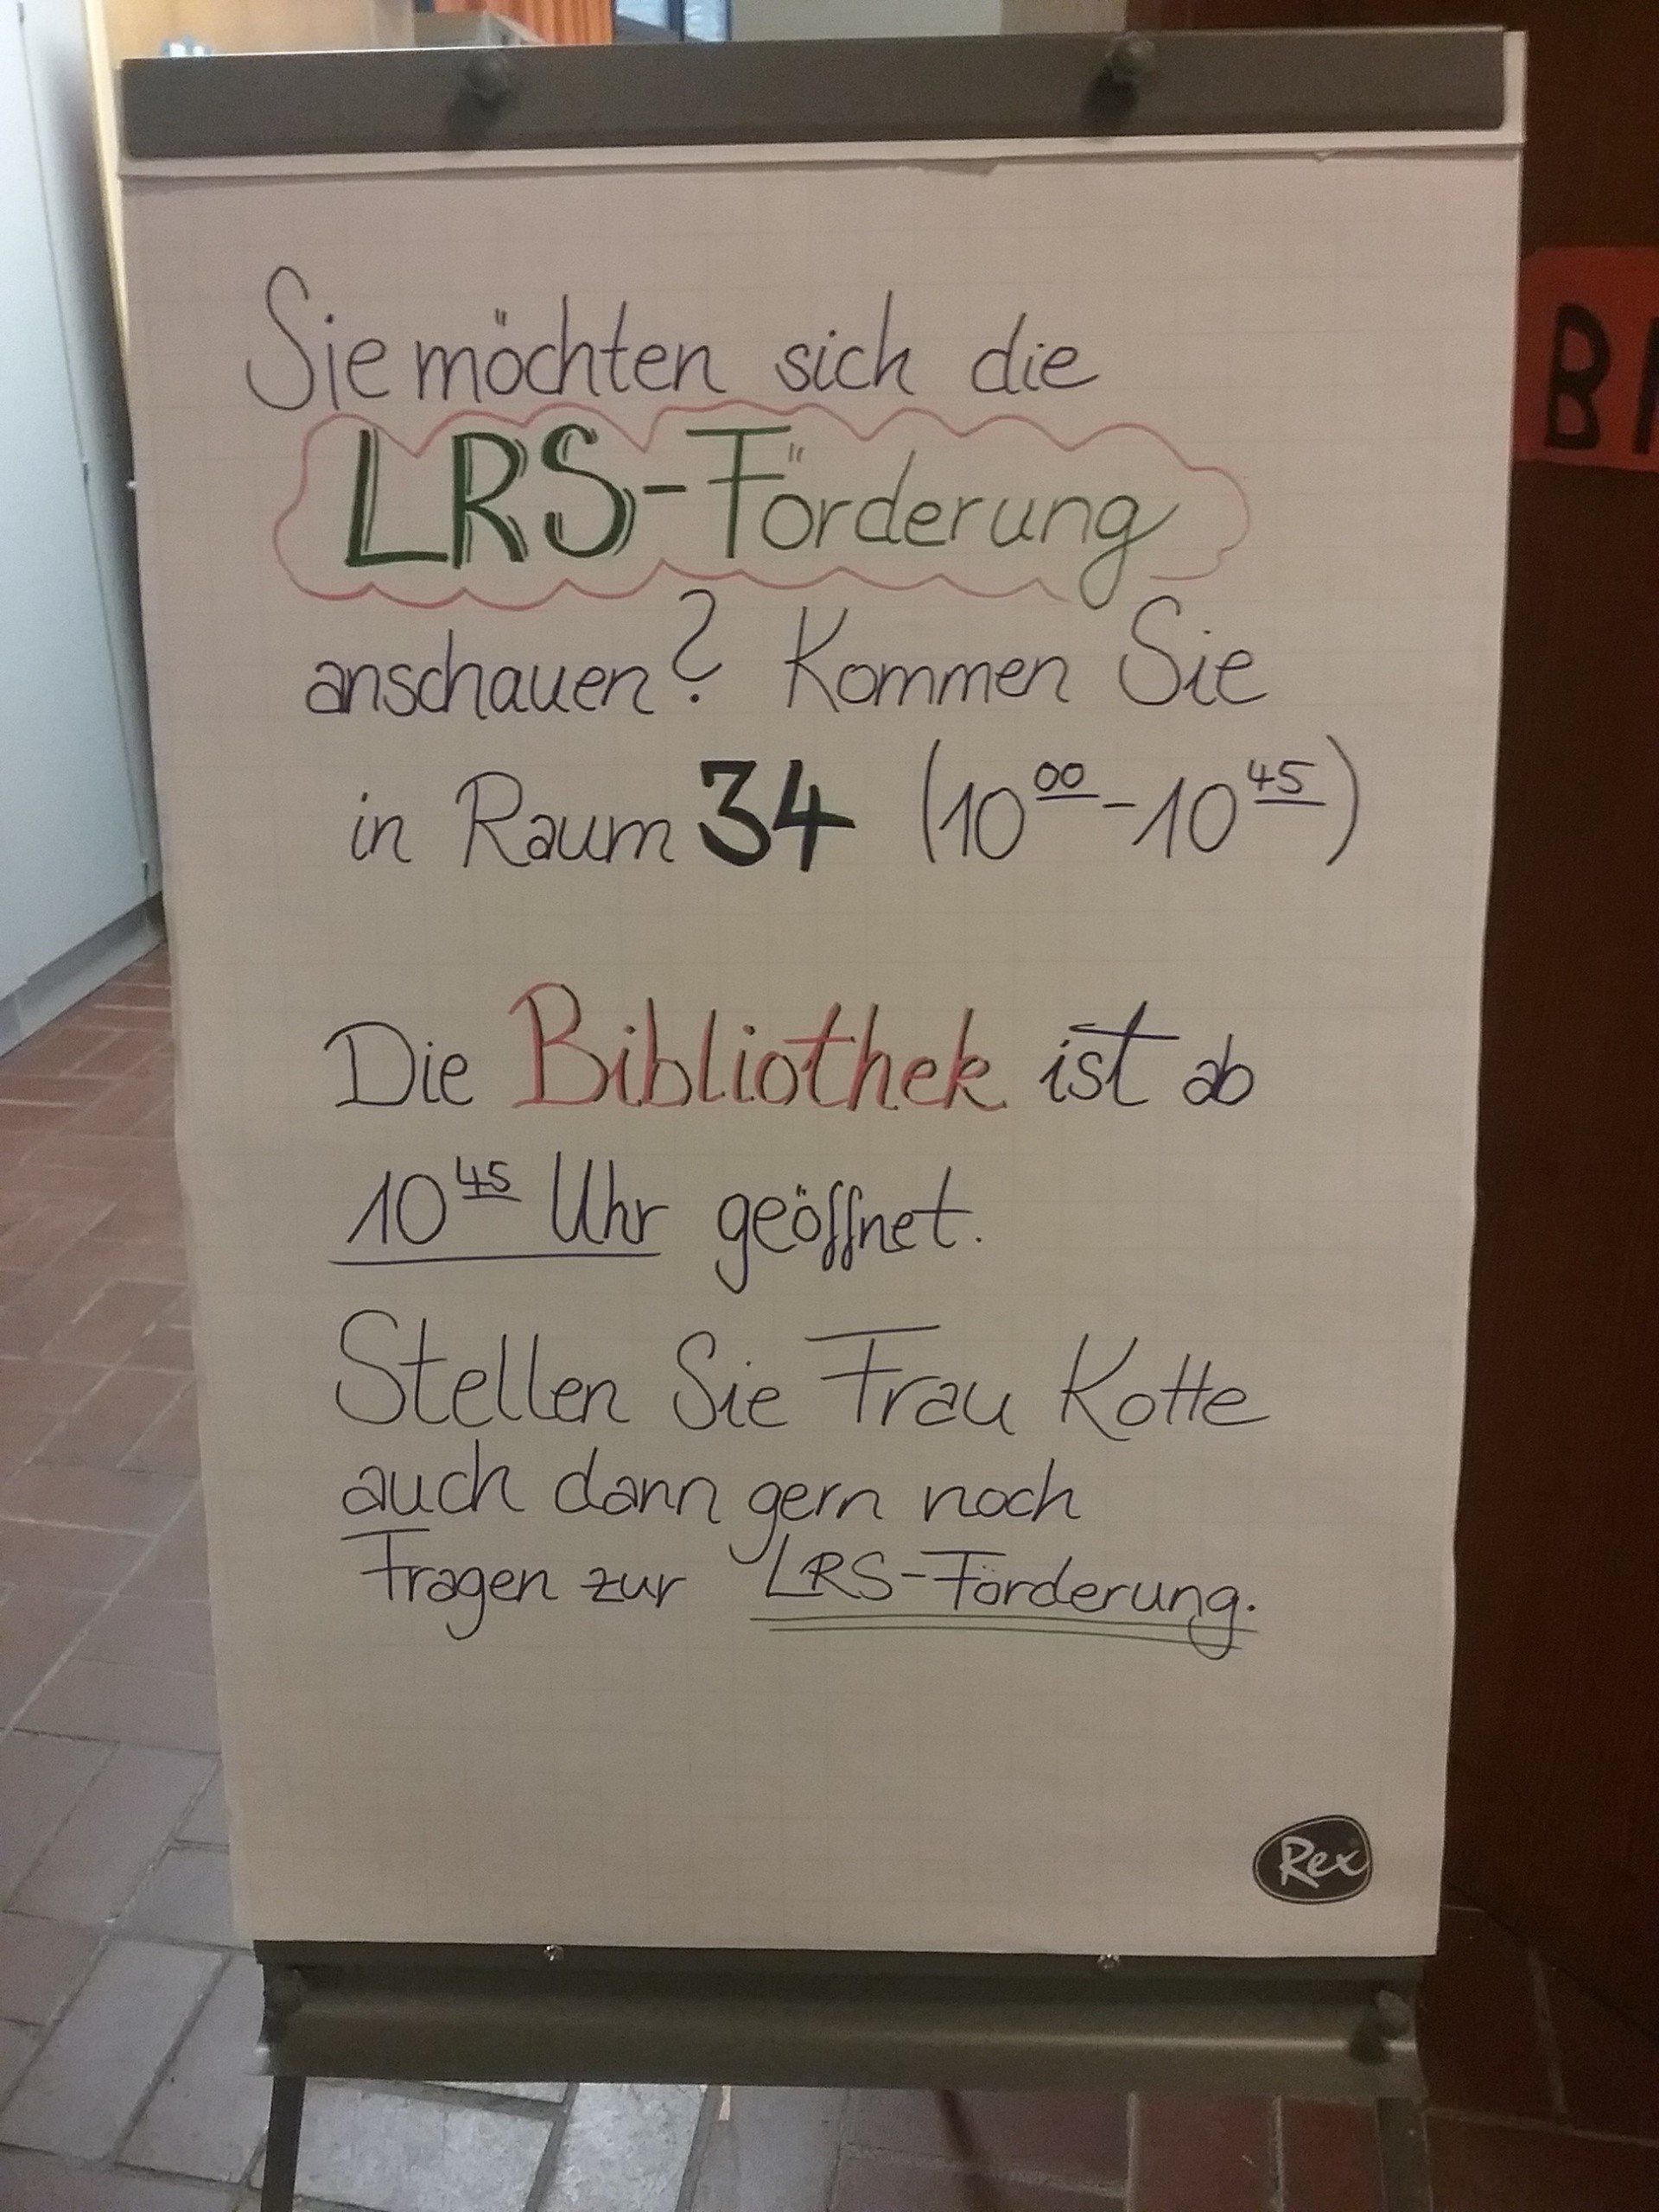 Sie möchten sich die
LRS-Förderung
anschauen? Kommen Sie
in Raum 34 (10⁰⁰-10⁴⁵)
Die Bibliothek ist ab
10⁴⁵ Uhr geöffnet.
Stellen Sie Frau Kotte
auch dann gern noch
Fragen zur LRS-Förderung.
Rex